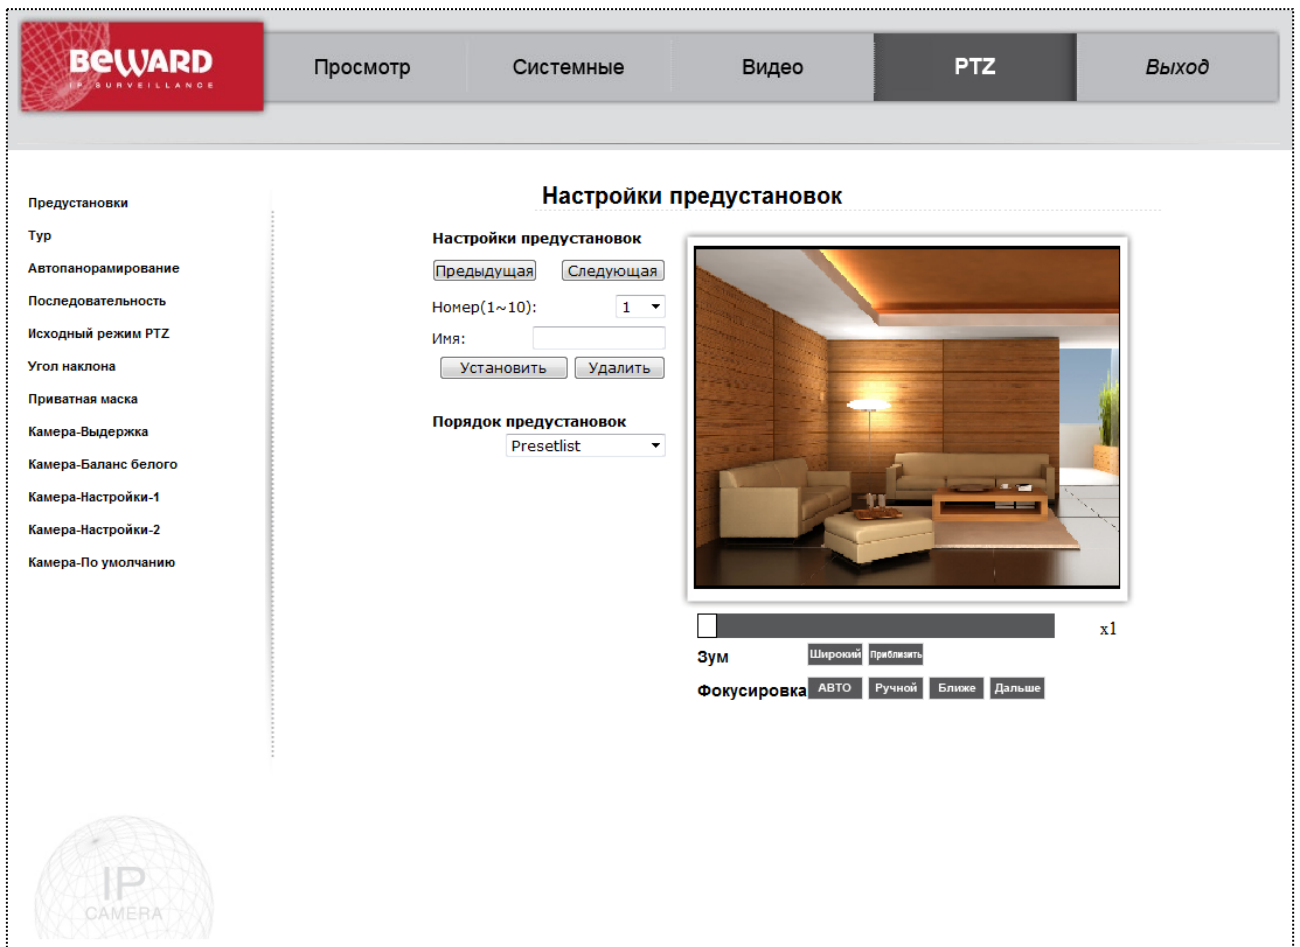 BEWARD
IP SURVEILLANCE
Просмотр
Системные
Видео
PTZ
Выход
Предустановки
Тур
Автопанорамирование
Последовательность
Исходный режим PTZ
Угол наклона
Приватная маска
Камера-Выдержка
Камера-Баланс белого
Камера-Настройки-1
Камера-Настройки-2
Камера-По умолчанию
Настройки предустановок
Настройки предустановок
Предыдущая Следующая
Номер(1~10): 1
Имя:
Установить Удалить
Порядок предустановок
Presetlist
x1
Зум Широкий Приблизить
Фокусировка АВТО Ручной Ближе Дальше
IP
CAMERA